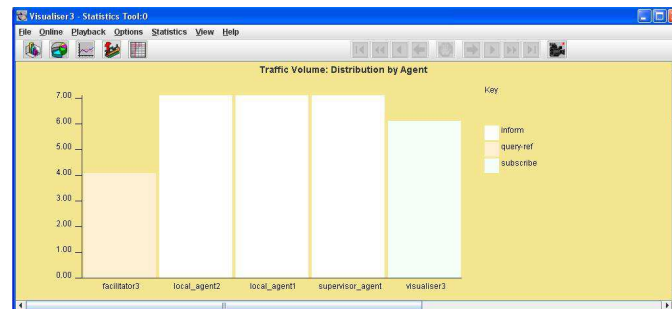 Visualiser3 - Statistics Tool:0
File Online Playback Options Statistics View Help
Traffic Volume: Distribution by Agent
Key
7.00
6.00
5.00
4.00
3.00
2.00
1.00
0.00
inform
query-ref
subscribe
facilitator3 local_agent2 local_agent1 supervisor_agent visualiser3